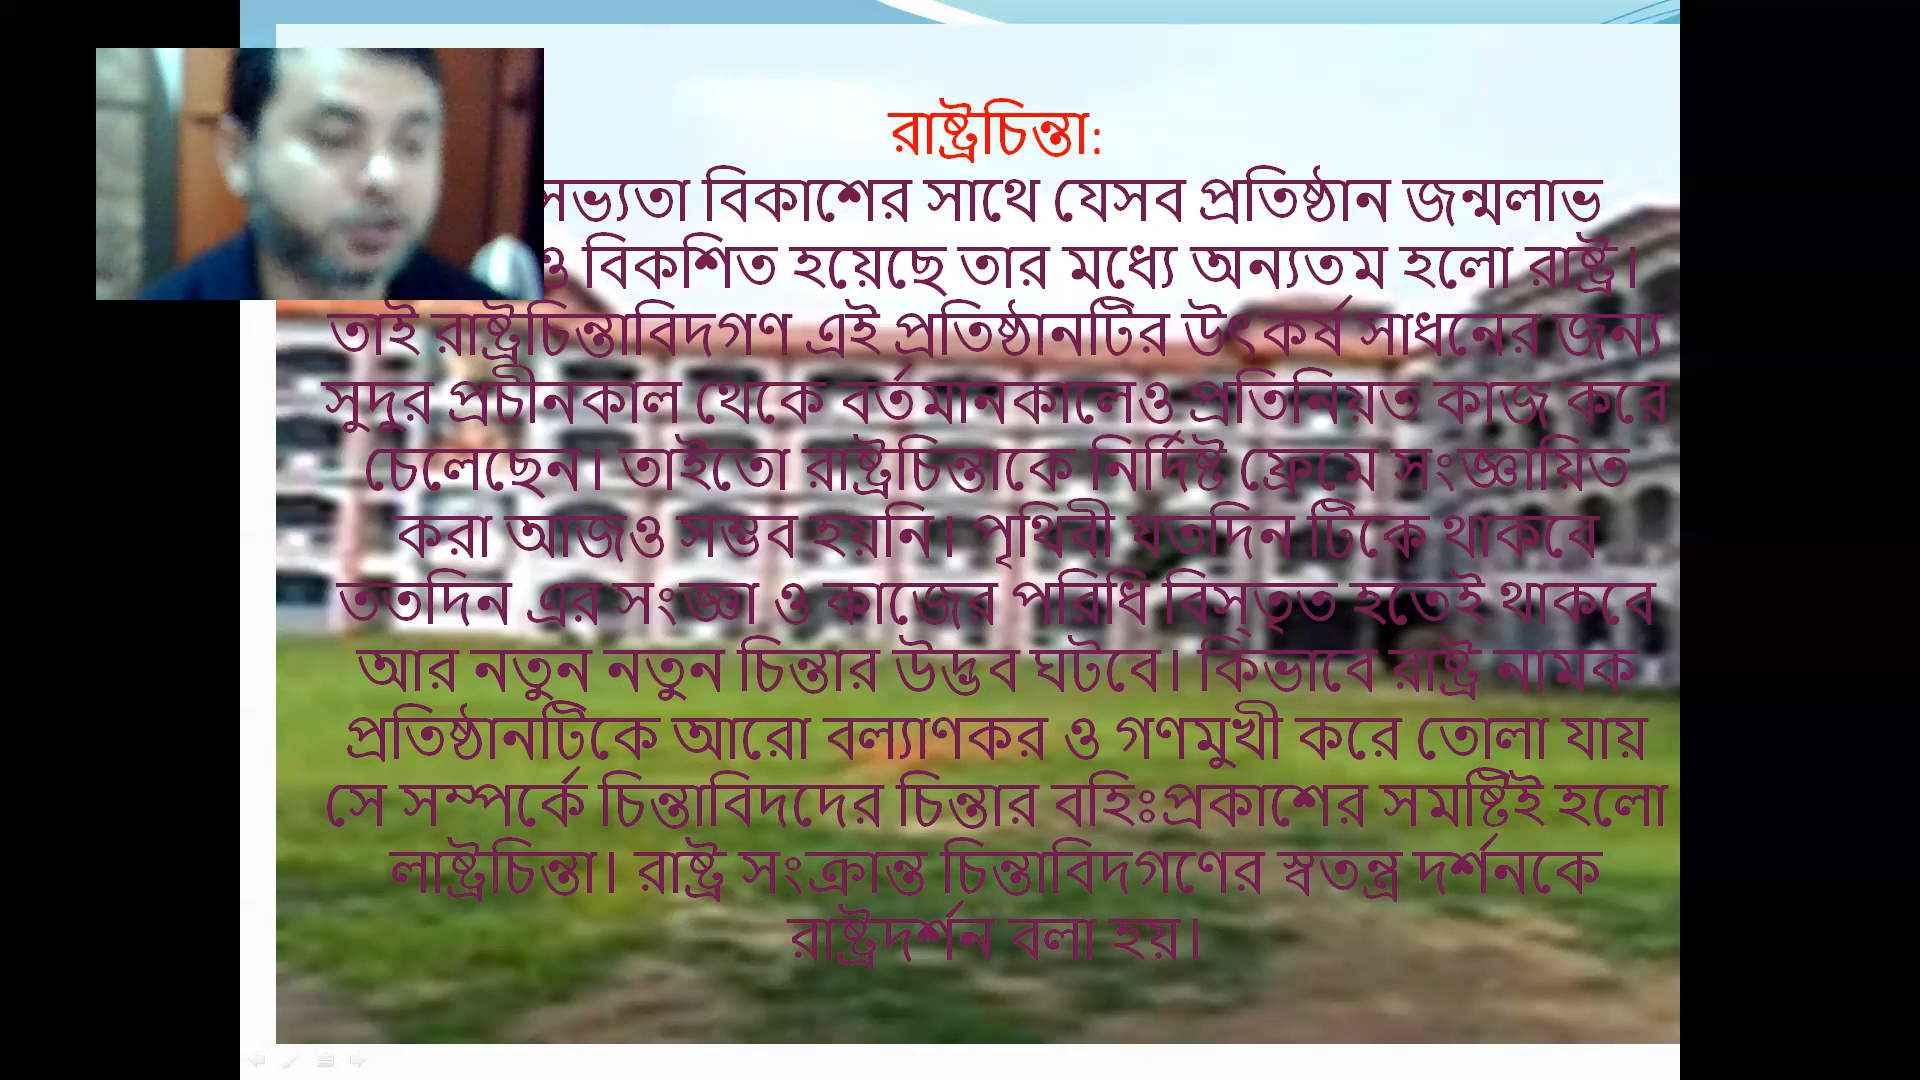 রাষ্ট্রচিন্তা:
সভ্যতা বিকাশের সাথে যেসব প্রতিষ্ঠান জন্মলাভ
ও বিকশিত হয়েছে তার মধ্যে অন্যতম হলো রাষ্ট্র।
তাই রাষ্ট্রচিন্তাবিদগণ এই প্রতিষ্ঠানটির উৎকর্ষ সাধনের জন্য
সুদুর প্রচীনকাল থেকে বর্তমানকালেও প্রতিনিয়ত কাজ করে
চেলেছেন। তাইতো রাষ্ট্রচিন্তাকে নির্দিষ্ট ফ্রেমে সংজ্ঞায়িত
করা আজও সম্ভব হয়নি। পৃথিবী যতদিন টিকে থাকবে
ততদিন এর সংজ্ঞা ও কাজের পরিধি বিস্তৃত হতেই থাকবে
আর নতুন নতুন চিন্তার উদ্ভব ঘটবে। কিভাবে রাষ্ট্র নামক
প্রতিষ্ঠানটিকে আরো বল্যাণকর ও গণমুখী করে তোলা যায়
সে সম্পর্কে চিন্তাবিদদের চিন্তার বহিঃপ্রকাশের সমষ্টিই হলো
লাষ্ট্রচিন্তা। রাষ্ট্র সংক্রান্ত চিন্তাবিদগণের স্বতন্ত্র দর্শনকে
রাষ্ট্রদর্শন বলা হয়।